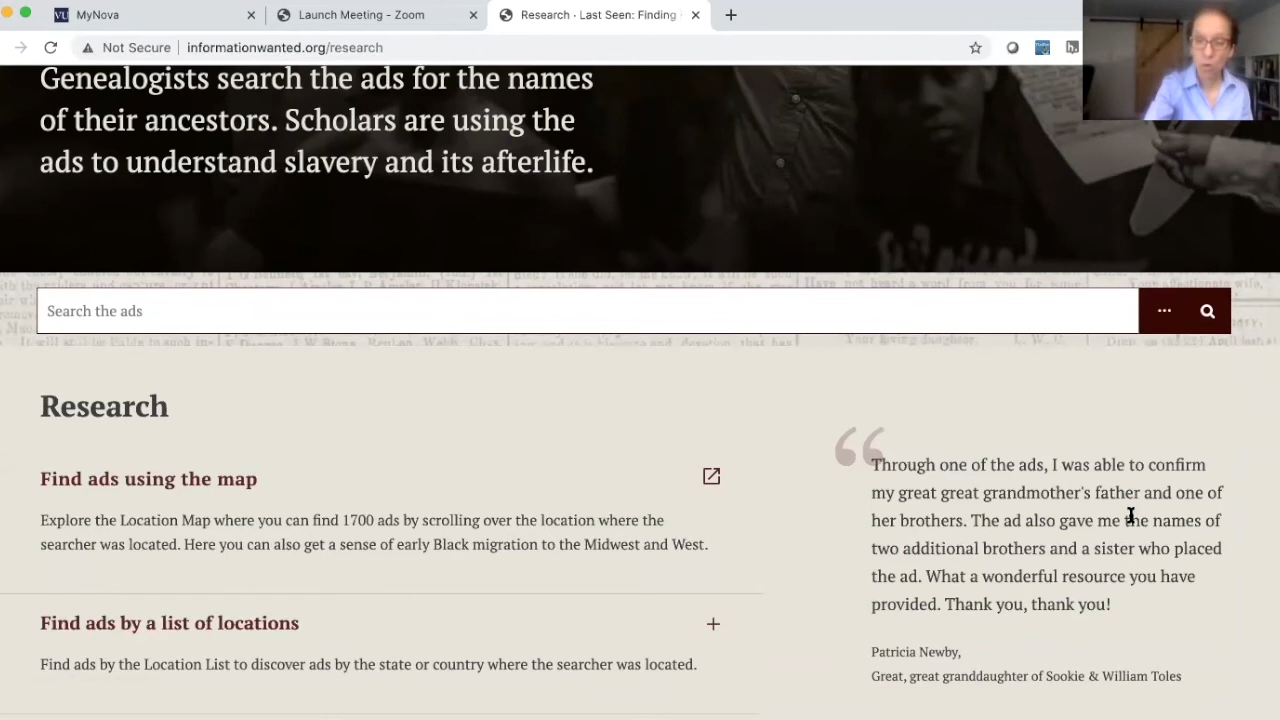 MyNova
Launch Meeting - Zoom
Research · Last Seen: Finding
Not Secure
informationwanted.org/research
Genealogists search the ads for the names
of their ancestors. Scholars are using the
ads to understand slavery and its afterlife.
Search the ads
Research
Find ads using the map
Explore the Location Map where you can find 1700 ads by scrolling over the location where the
searcher was located. Here you can also get a sense of early Black migration to the Midwest and West.
Find ads by a list of locations
Find ads by the Location List to discover ads by the state or country where the searcher was located.
“
Through one of the ads, I was able to confirm
my great great grandmother's father and one of
her brothers. The ad also gave me the names of
two additional brothers and a sister who placed
the ad. What a wonderful resource you have
provided. Thank you, thank you!
Patricia Newby,
Great, great granddaughter of Sookie & William Toles